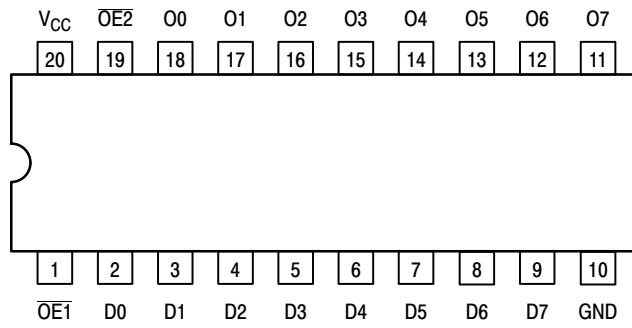 VCC OE2 O0 O1 O2 O3 O4 O5 O6 O7
20 19 18 17 16 15 14 13 12 11
1 2 3 4 5 6 7 8 9 10
OE1 D0 D1 D2 D3 D4 D5 D6 D7 GND